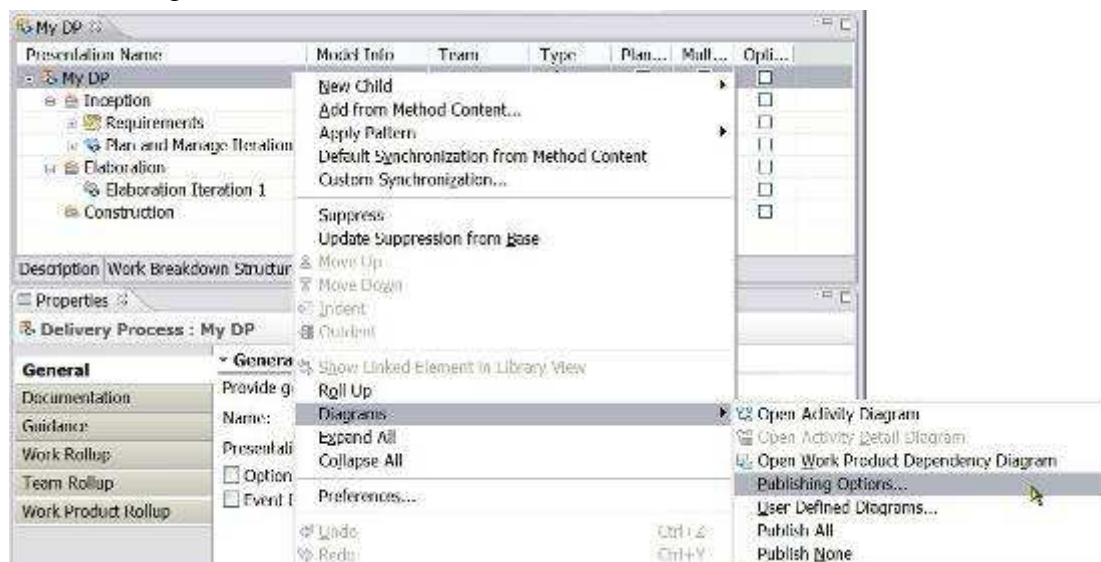 My DP
Presentation Name Model Info Team Type Plan... Mult... Opti...
My DP
Inception
Requirements
Plan and Manage Iteration
Elaboration
Elaboration Iteration 1
Construction
Description Work Breakdown Structur
New Child
Add from Method Content...
Apply Pattern
Default Synchronization from Method Content
Custom Synchronization...
Suppress
Update Suppression from Base
Move Up
Move Down
Indent
Outdent
Show Linked Element in Library View
Roll Up
Diagrams
Expand All
Collapse All
Preferences...
Undo Ctrl+Z
Redo Ctrl+Y
Open Activity Diagram
Open Activity Detail Diagram
Open Work Product Dependency Diagram
Publishing Options...
User Defined Diagrams...
Publish All
Publish None
Properties
Delivery Process : My DP
General
Documentation
Guidance
Work Rollup
Team Rollup
Work Product Rollup
Genera
Provide g
Name:
Presentati
Option
Event